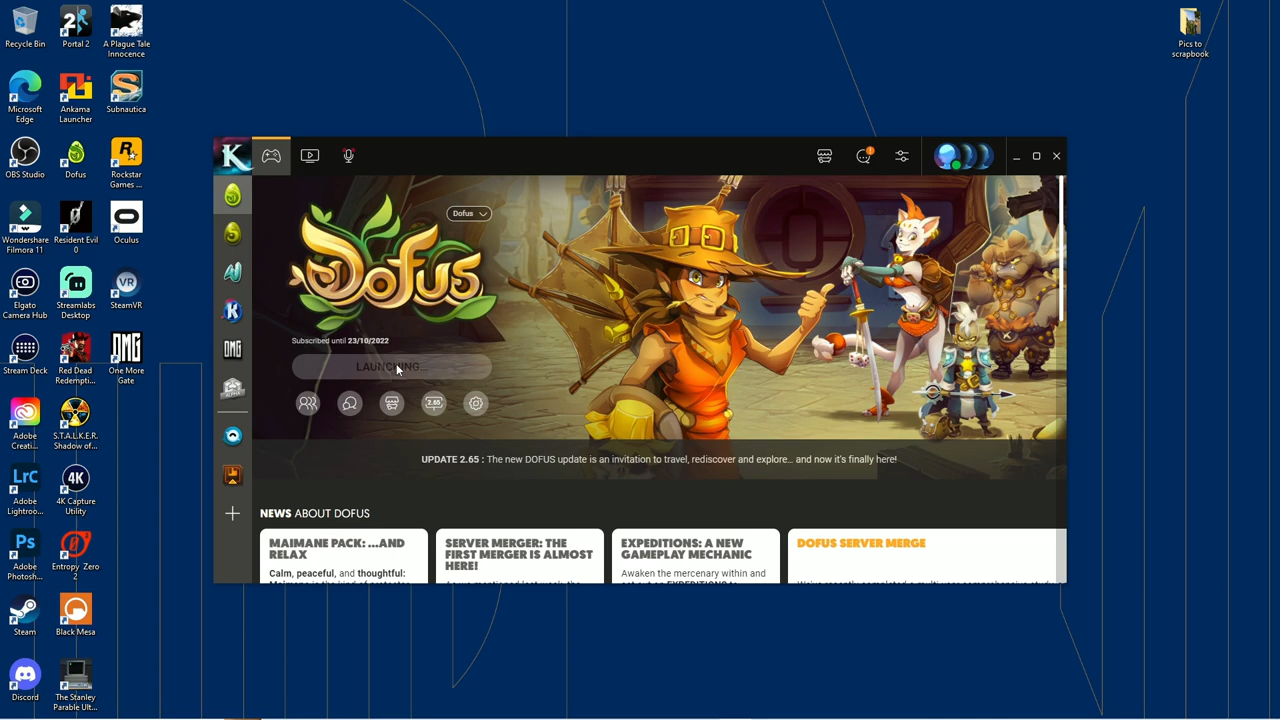 Recycle Bin
Portal 2
A Plague Tale
Innocence
Pics to
scrapbook
Microsoft
Edge
Ankama
Launcher
Subnautica
OBS Studio
Dofus
Rockstar
Games ...
Wondershare
Filmora 11
Resident Evil
0
Oculus
Elgato
Camera Hub
Streamlabs
Desktop
SteamVR
Stream Deck
Red Dead
Redempti...
One More
Gate
Adobe
Creati...
S.T.A.L.K.E.R.
Shadow of...
Adobe
Lightroo...
4K Capture
Utility
Adobe
Photosh...
Entropy Zero
2
Steam
Black Mesa
Discord
The Stanley
Parable Ult...
K
Dofus
DOFUS
Subscribed until 23/10/2022
LAUNCHING...
2.65
UPDATE 2.65 : The new DOFUS update is an invitation to travel, rediscover and explore... and now it's finally here!
NEWS ABOUT DOFUS
MAIMANE PACK: ...AND
RELAX
Calm, peaceful, and thoughtful:
SERVER MERGER: THE
FIRST MERGER IS ALMOST
HERE!
EXPEDITIONS: A NEW
GAMEPLAY MECHANIC
Awaken the mercenary within and
DOFUS SERVER MERGE